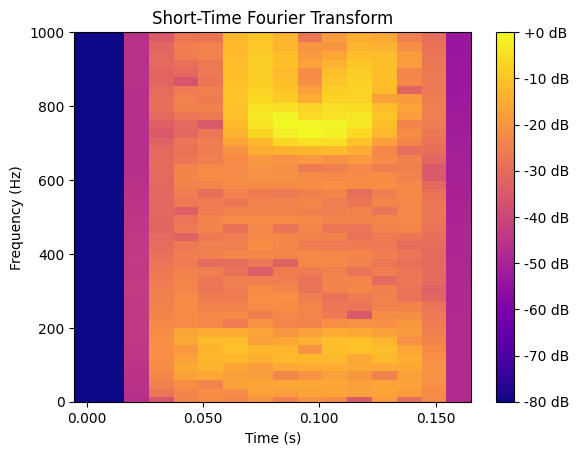 Short-Time Fourier Transform
1000
800
600
400
200
0
Frequency (Hz)
0.000
0.050
0.100
0.150
Time (s)
+0 dB
-10 dB
-20 dB
-30 dB
-40 dB
-50 dB
-60 dB
-70 dB
-80 dB